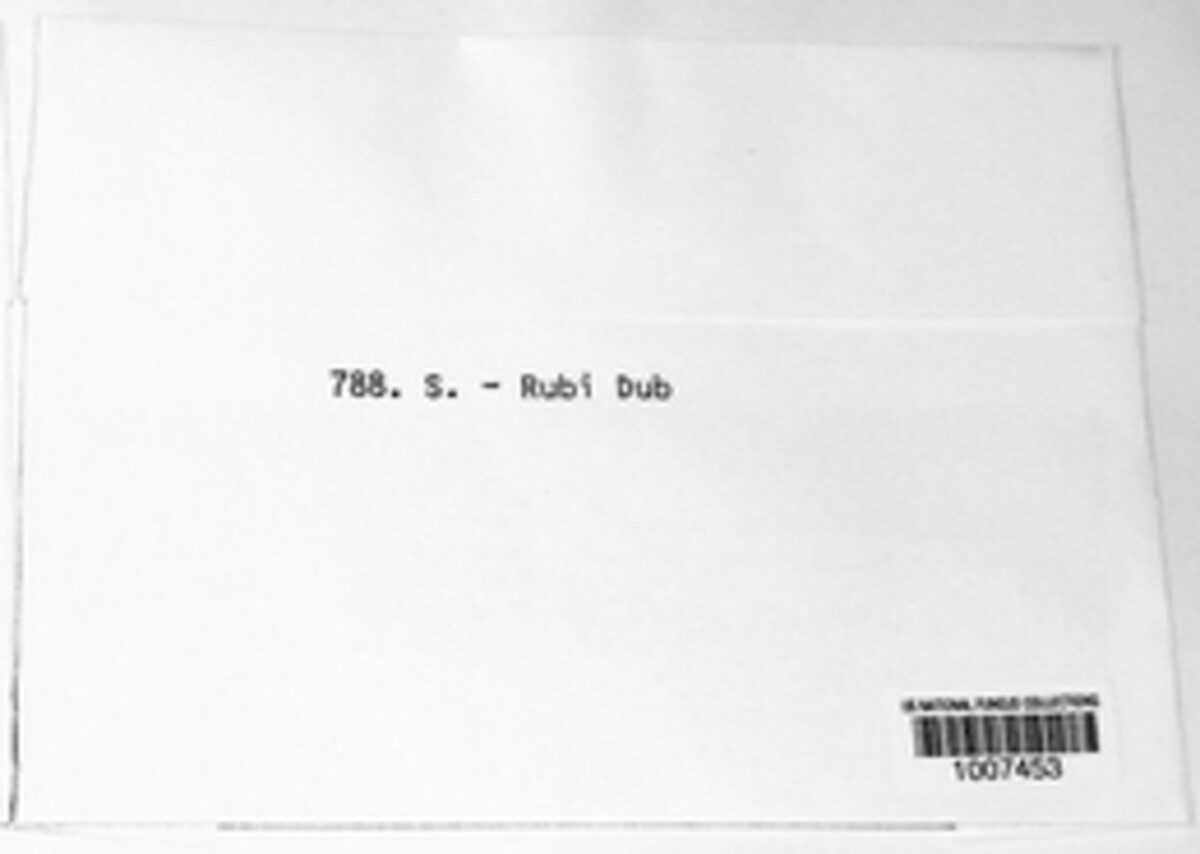 788. S. - Rubi Dub
US NATIONAL FUNGUS COLLECTIONS
1007453